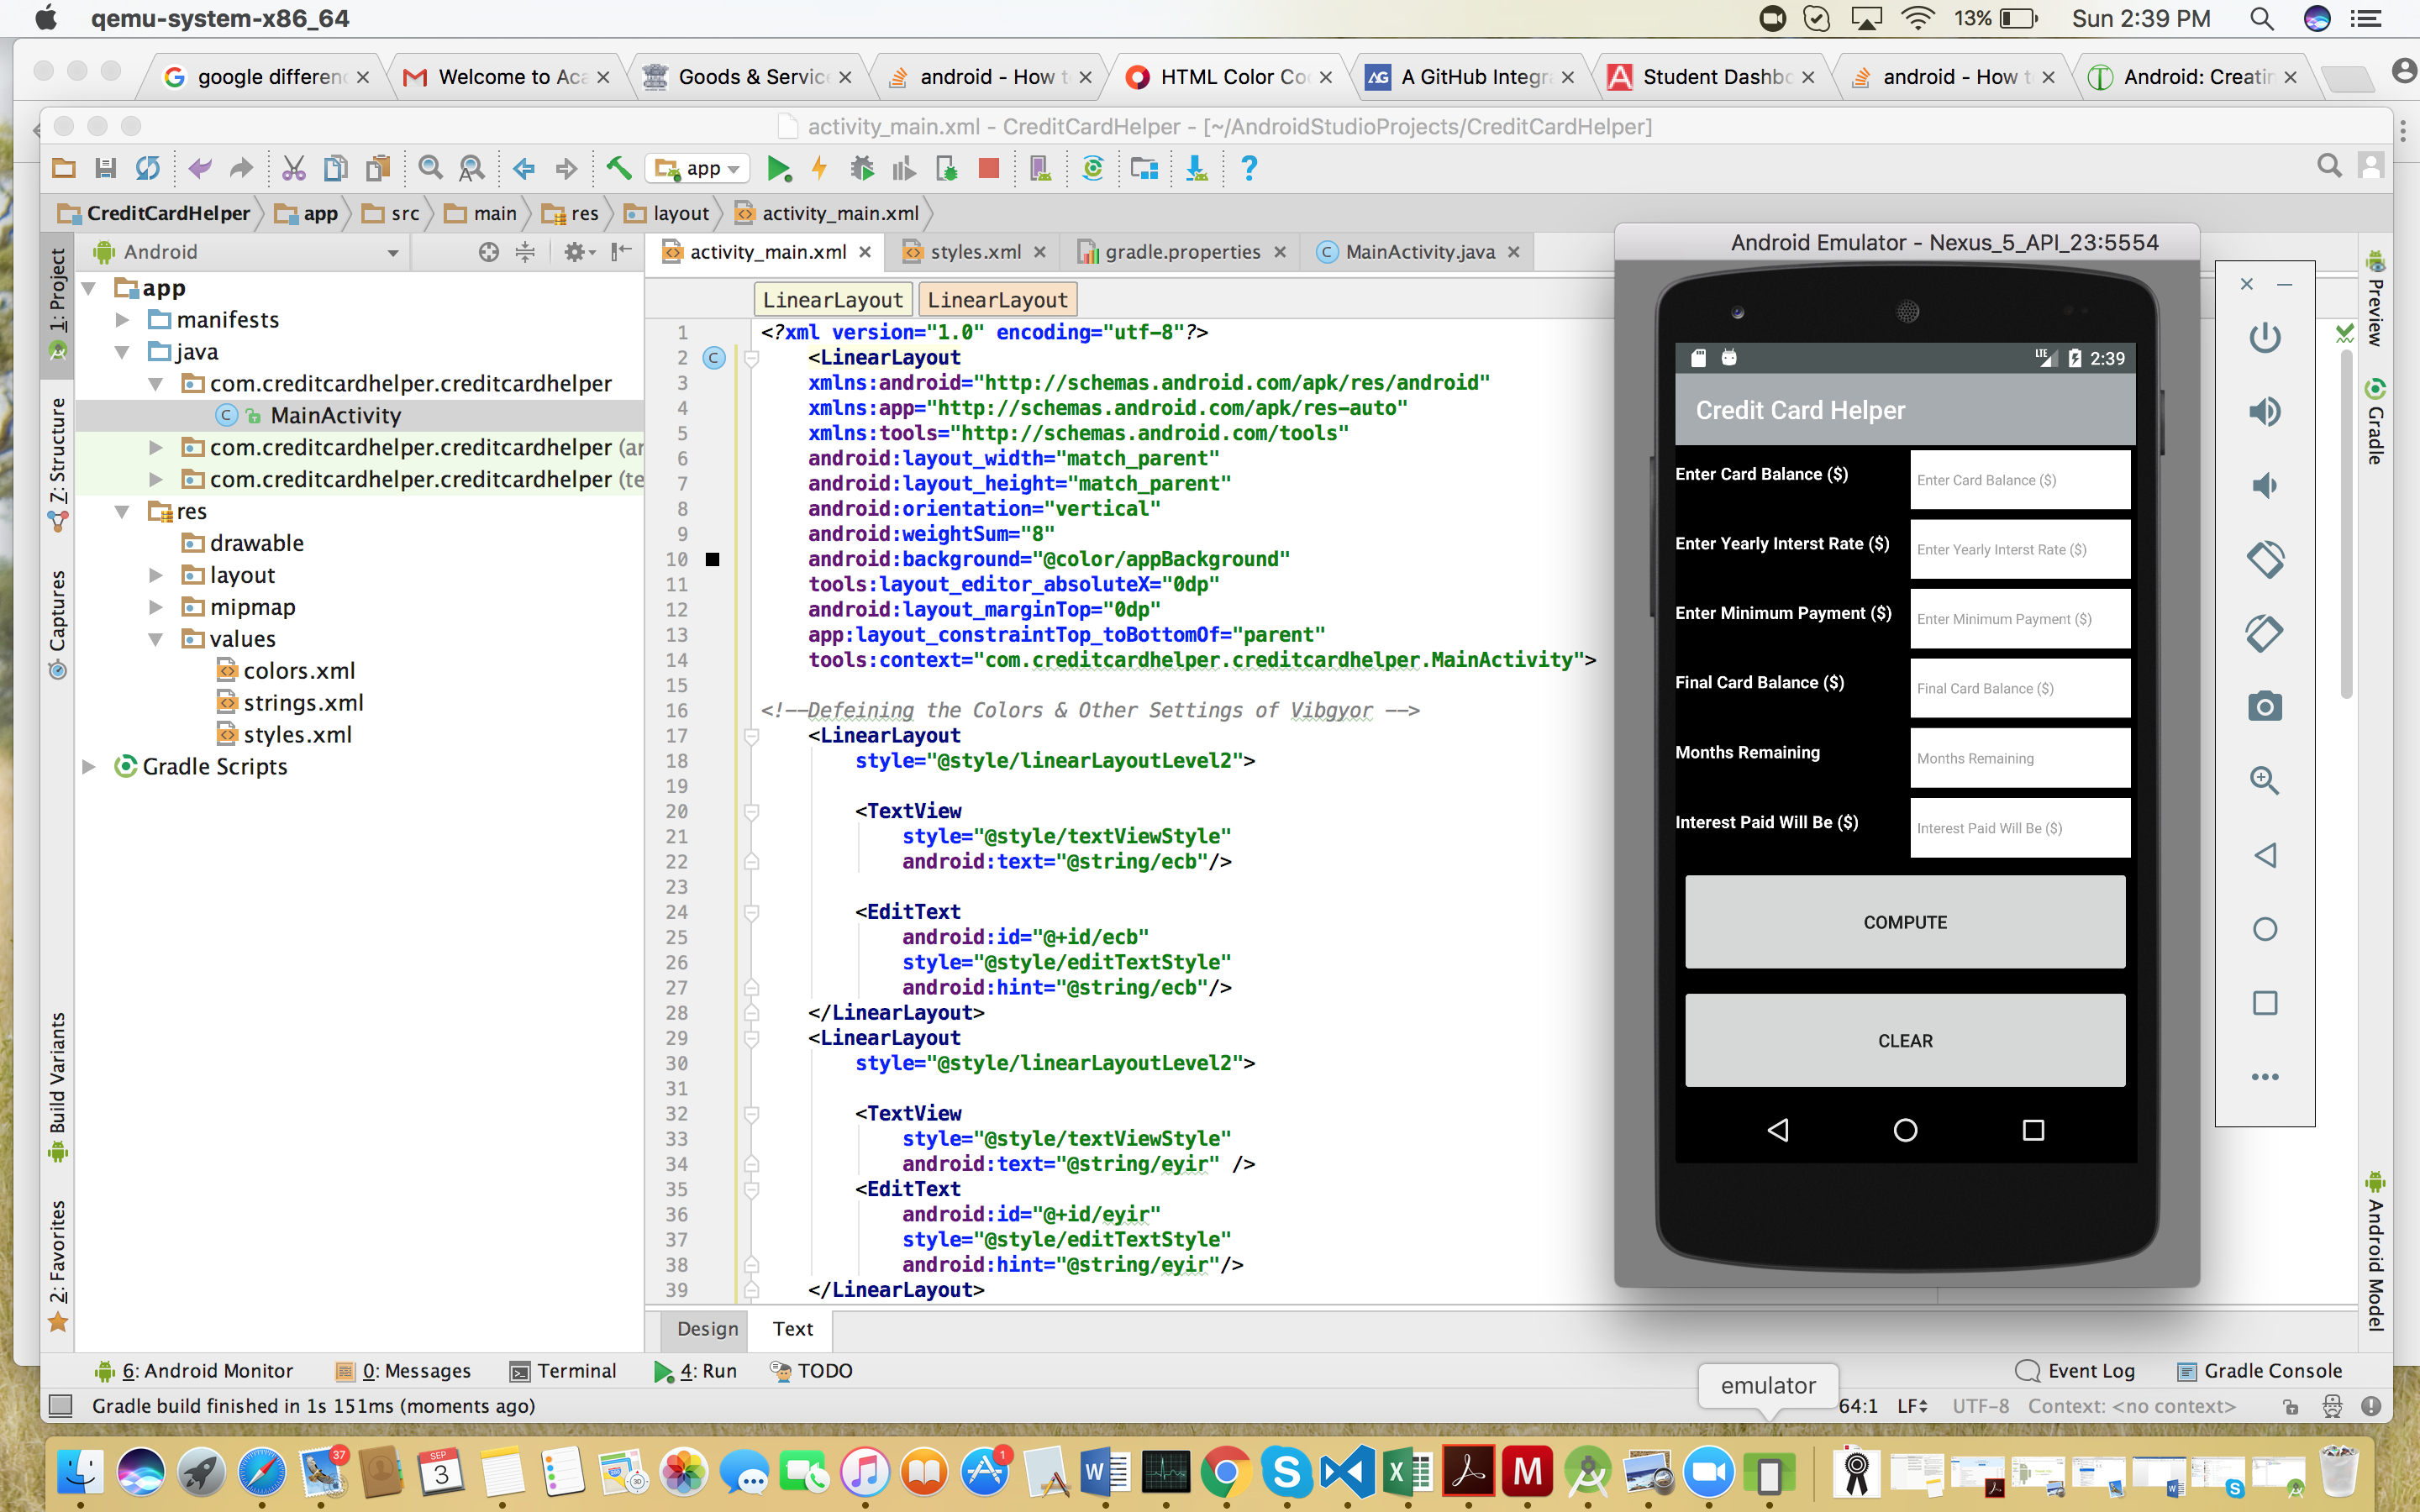 qemu-system-x86_64
13%
Sun 2:39 PM
google differen
Welcome to Aca
Goods & Service
android - How t
HTML Color Co
A GitHub Integr
Student Dashbo
android - How t
Android: Creatin
activity_main.xml - CreditCardHelper - [~/AndroidStudioProjects/CreditCardHelper]
app
CreditCardHelper
app
src
main
res
layout
activity_main.xml
Android
activity_main.xml
styles.xml
gradle.properties
MainActivity.java
1: Project
7: Structure
Captures
Build Variants
2: Favorites
app
manifests
java
com.creditcardhelper.creditcardhelper
MainActivity
com.creditcardhelper.creditcardhelper (ar
com.creditcardhelper.creditcardhelper (te
res
drawable
layout
mipmap
values
colors.xml
strings.xml
styles.xml
Gradle Scripts
LinearLayout
LinearLayout
1 <?xml version="1.0" encoding="utf-8"?>
2 <LinearLayout
3 xmlns:android="http://schemas.android.com/apk/res/android"
4 xmlns:app="http://schemas.android.com/apk/res-auto"
5 xmlns:tools="http://schemas.android.com/tools"
6 android:layout_width="match_parent"
7 android:layout_height="match_parent"
8 android:orientation="vertical"
9 android:weightSum="8"
10 android:background="@color/appBackground"
11 tools:layout_editor_absoluteX="0dp"
12 android:layout_marginTop="0dp"
13 app:layout_constraintTop_toBottomOf="parent"
14 tools:context="com.creditcardhelper.creditcardhelper.MainActivity">
15
16 <!--Defeining the Colors & Other Settings of Vibgyor -->
17 <LinearLayout
18 style="@style/linearLayoutLevel2">
19
20 <TextView
21 style="@style/textViewStyle"
22 android:text="@string/ecb"/>
23
24 <EditText
25 android:id="@+id/ecb"
26 style="@style/editTextStyle"
27 android:hint="@string/ecb"/>
28 </LinearLayout>
29 <LinearLayout
30 style="@style/linearLayoutLevel2">
31
32 <TextView
33 style="@style/textViewStyle"
34 android:text="@string/eyir" />
35 <EditText
36 android:id="@+id/eyir"
37 style="@style/editTextStyle"
38 android:hint="@string/eyir"/>
39 </LinearLayout>
Design
Text
Android Emulator - Nexus_5_API_23:5554
LTE
2:39
Credit Card Helper
Enter Card Balance ($)
Enter Card Balance ($)
Enter Yearly Interst Rate ($)
Enter Yearly Interst Rate ($)
Enter Minimum Payment ($)
Enter Minimum Payment ($)
Final Card Balance ($)
Final Card Balance ($)
Months Remaining
Months Remaining
Interest Paid Will Be ($)
Interest Paid Will Be ($)
COMPUTE
CLEAR
Preview
Gradle
Android Model
6: Android Monitor
0: Messages
Terminal
4: Run
TODO
Event Log
Gradle Console
Gradle build finished in 1s 151ms (moments ago)
emulator
64:1
LF
UTF-8
Context: <no context>
37
SEP
3
1